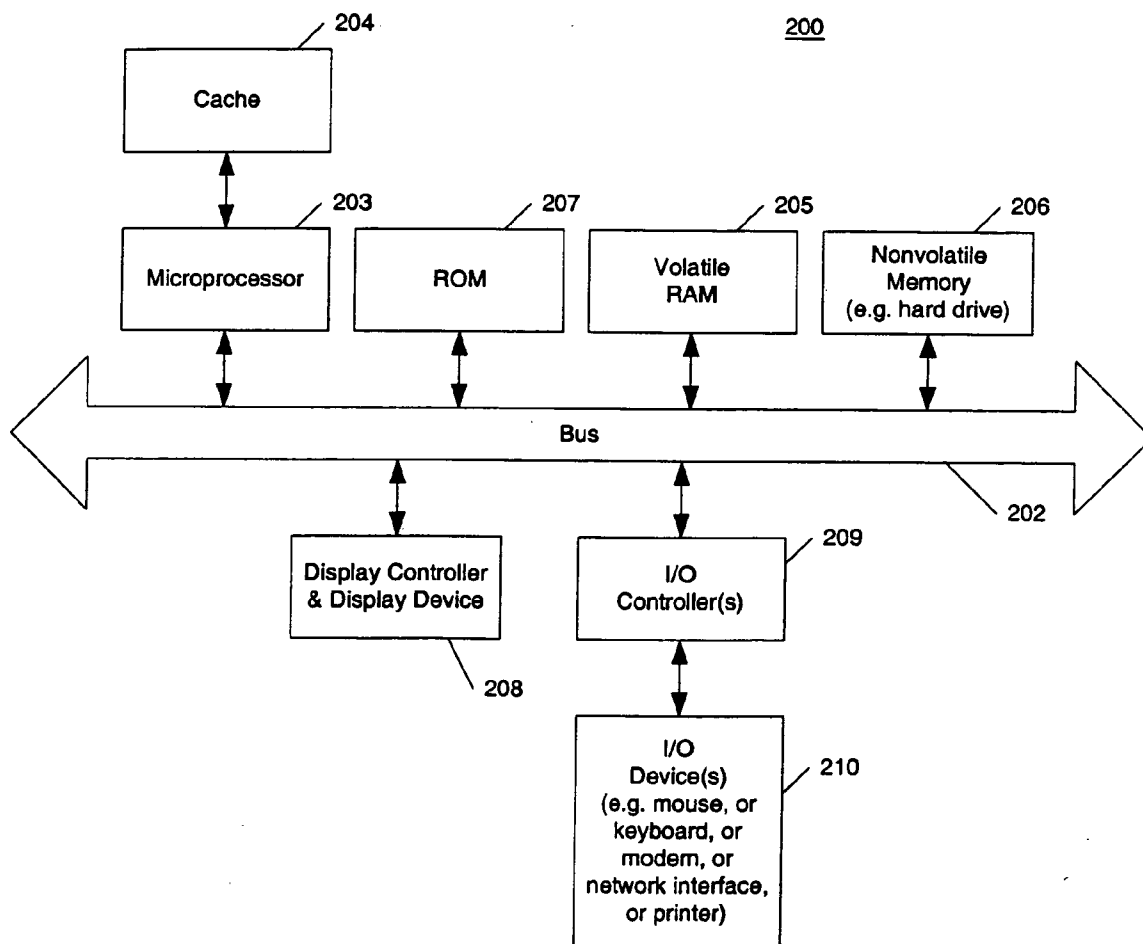 204
200
Cache
203
207
205
206
Microprocessor
ROM
Volatile
RAM
Nonvolatile
Memory
(e.g. hard drive)
Bus
202
Display Controller
& Display Device
208
209
I/O
Controller(s)
I/O
Device(s)
(e.g. mouse, or
keyboard, or
modem, or
network interface,
or printer)
210